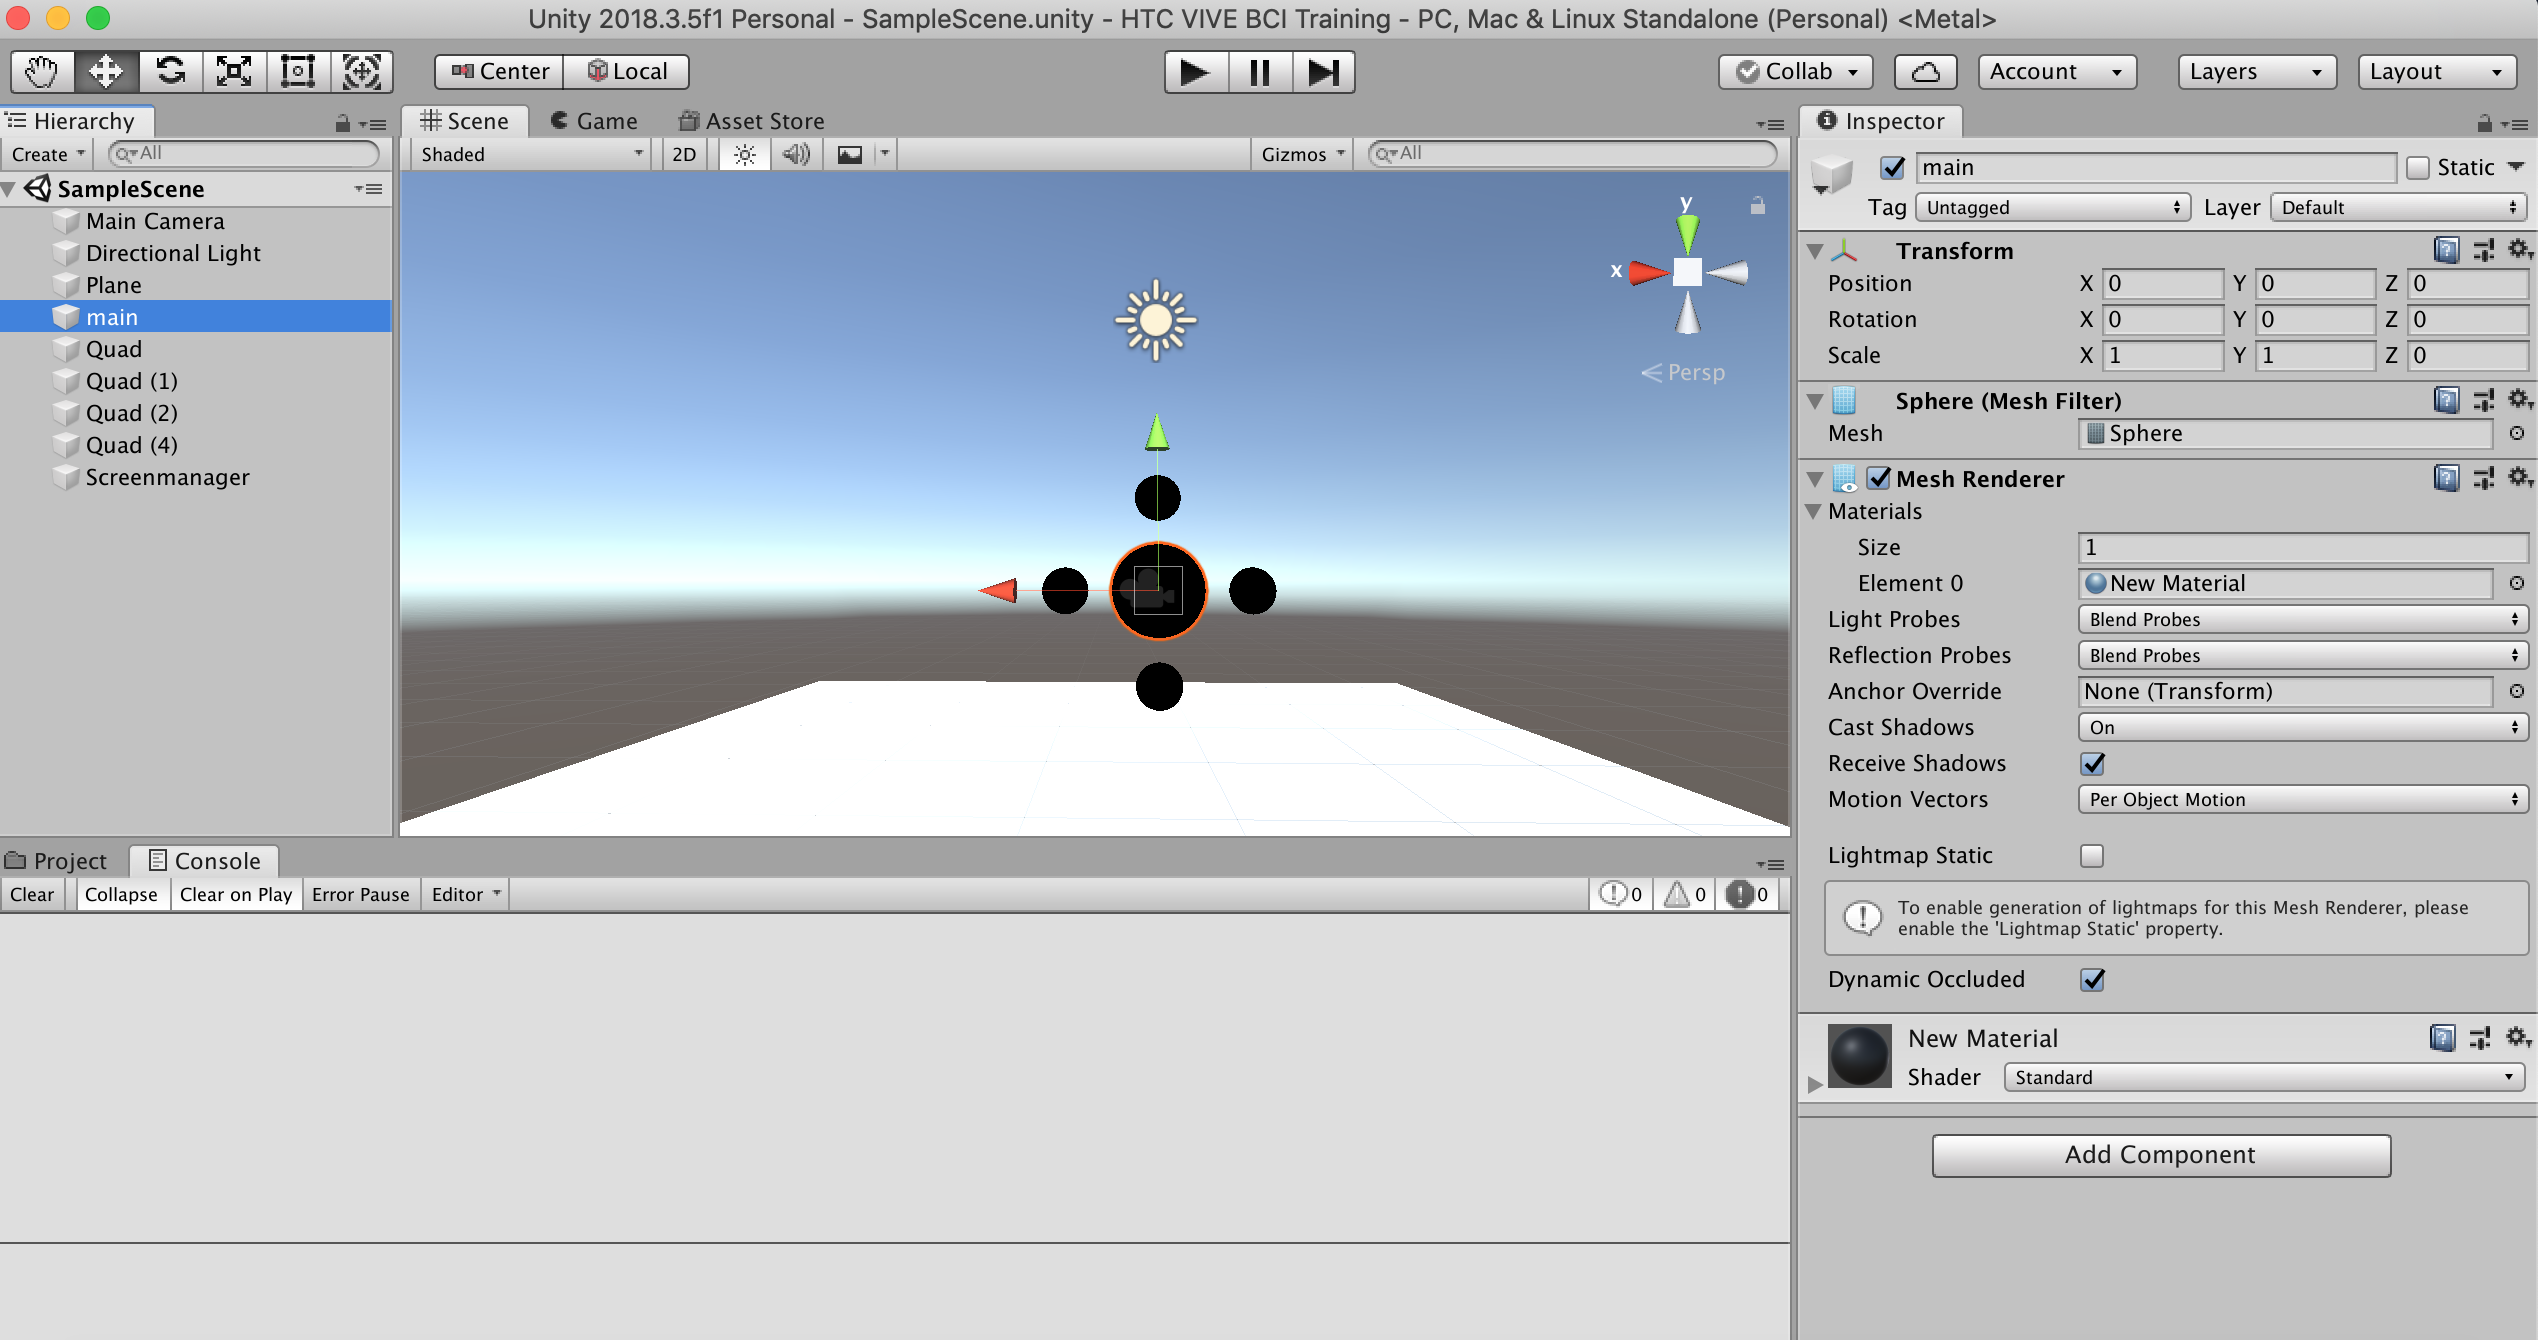 Unity 2018.3.5f1 Personal - SampleScene.unity - HTC VIVE BCI Training - PC, Mac & Linux Standalone (Personal) <Metal>
Center Local
Collab Account Layers Layout
Hierarchy
Create All
SampleScene
Main Camera
Directional Light
Plane
main
Quad
Quad (1)
Quad (2)
Quad (4)
Screenmanager
Scene Game Asset Store
Shaded 2D Gizmos All
y
x
Persp
Project Console
Clear Collapse Clear on Play Error Pause Editor 0 0 0
Inspector
main Static
Tag Untagged Layer Default
Transform
Position X 0 Y 0 Z 0
Rotation X 0 Y 0 Z 0
Scale X 1 Y 1 Z 0
Sphere (Mesh Filter)
Mesh Sphere
Mesh Renderer
Materials
Size 1
Element 0 New Material
Light Probes Blend Probes
Reflection Probes Blend Probes
Anchor Override None (Transform)
Cast Shadows On
Receive Shadows
Motion Vectors Per Object Motion
Lightmap Static
To enable generation of lightmaps for this Mesh Renderer, please
enable the 'Lightmap Static' property.
Dynamic Occluded
New Material
Shader Standard
Add Component